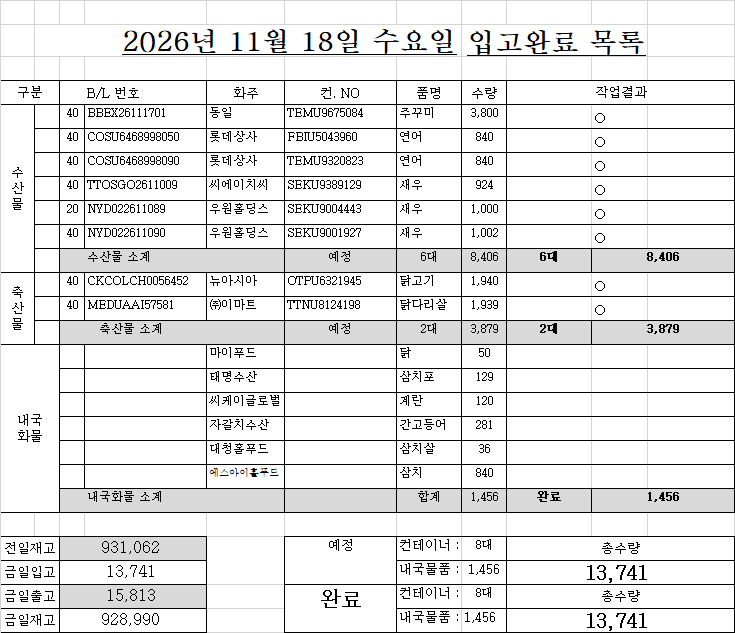 2026년 11월 18일 수요일 입고완료 목록
구분 B/L 번호 화주 컨. NO 품명 수량 작업결과
수산물
40 BBEX26111701 동일 TEMU9675084 주꾸미 3,800 ○
40 COSU6468998050 롯데상사 FBIU5043960 연어 840 ○
40 COSU6468998090 롯데상사 TEMU9320823 연어 840 ○
40 TTOSGO2611009 씨에이치씨 SEKU9389129 새우 924 ○
20 NYD022611089 우원홀딩스 SEKU9004443 새우 1,000 ○
40 NYD022611090 우원홀딩스 SEKU9001927 새우 1,002 ○
수산물 소계 예정 6대 8,406 6대 8,406
축산물
40 CKCOLCH0056452 뉴아시아 OTPU6321945 닭고기 1,940 ○
40 MEDUAAI57581 ㈜이마트 TTNU8124198 닭다리살 1,939 ○
축산물 소계 예정 2대 3,879 2대 3,879
내국화물
마이푸드 닭 50
태명수산 삼치포 129
씨케이글로벌 계란 120
자갈치수산 간고등어 281
대청홀푸드 삼치살 36
에스아이홀푸드 삼치 840
내국화물 소계 합계 1,456 완료 1,456
전일재고 931,062 예정 컨테이너 : 8대 총수량
금일입고 13,741 내국물품 : 1,456 13,741
금일출고 15,813 완료 컨테이너 : 8대 총수량
금일재고 928,990 내국물품 : 1,456 13,741